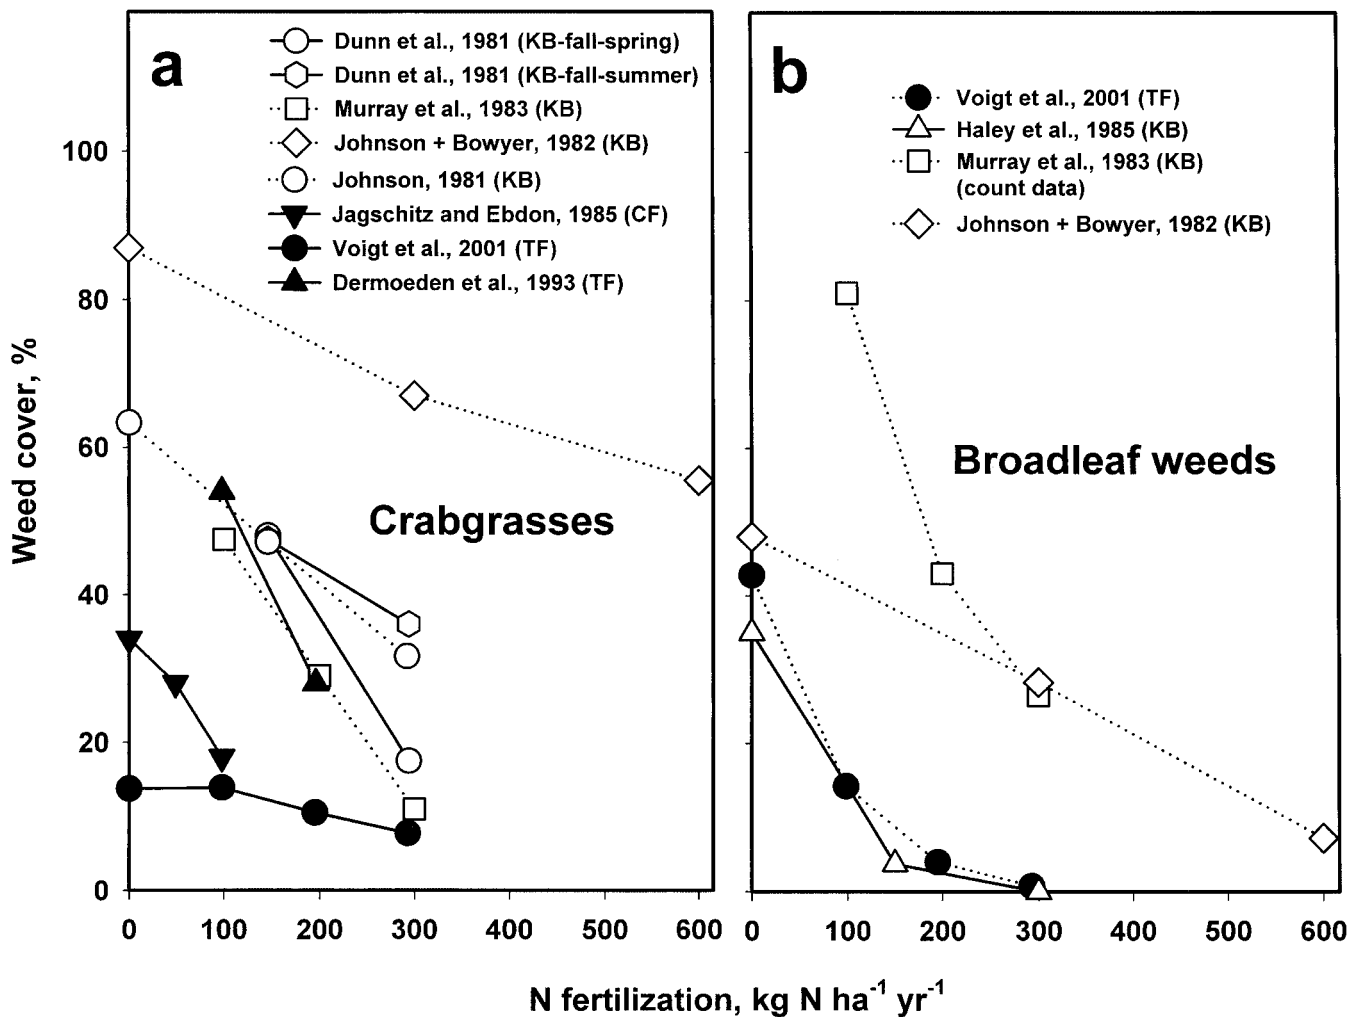 a
Dunn et al., 1981 (KB-fall-spring)
Dunn et al., 1981 (KB-fall-summer)
Murray et al., 1983 (KB)
Johnson + Bowyer, 1982 (KB)
Johnson, 1981 (KB)
Jagschitz and Ebdon, 1985 (CF)
Voigt et al., 2001 (TF)
Dermoeden et al., 1993 (TF)
Weed cover, %
100
80
60
40
20
0
Crabgrasses
0 100 200 300 400 500 600
b
Voigt et al., 2001 (TF)
Haley et al., 1985 (KB)
Murray et al., 1983 (KB)
(count data)
Johnson + Bowyer, 1982 (KB)
Broadleaf weeds
0 100 200 300 400 500 600
N fertilization, kg N ha⁻¹ yr⁻¹